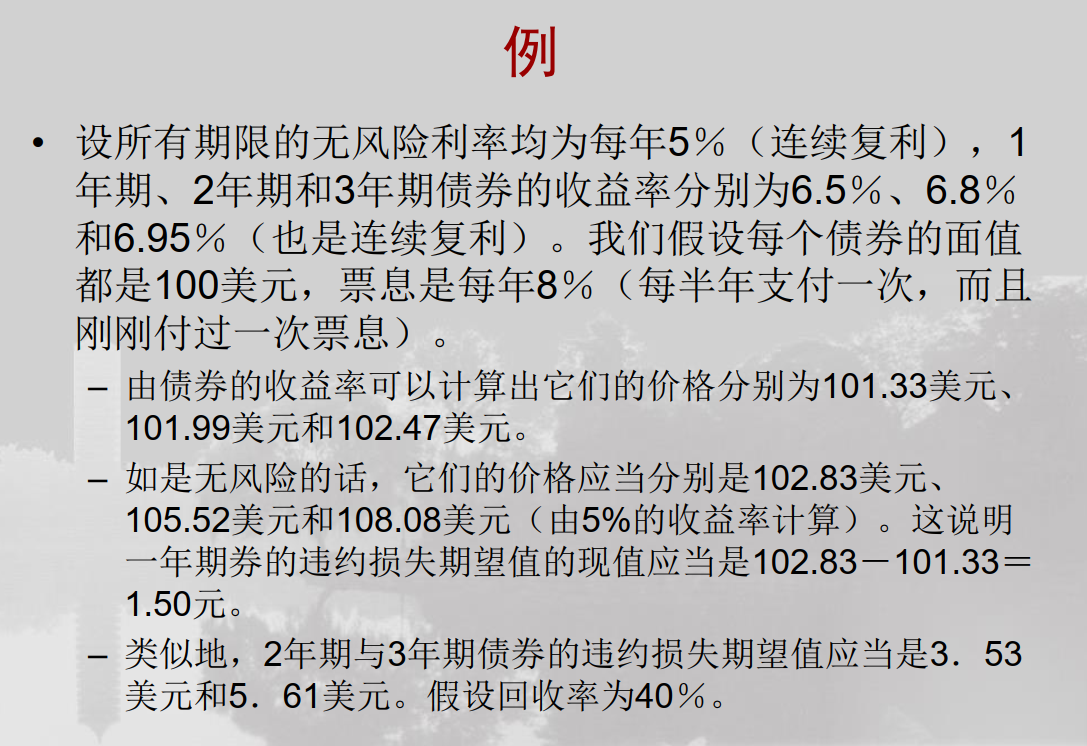 例
• 设所有期限的无风险利率均为每年5％（连续复利），1
年期、2年期和3年期债券的收益率分别为6.5％、6.8％
和6.95％（也是连续复利）。我们假设每个债券的面值
都是100美元，票息是每年8％（每半年支付一次，而且
刚刚付过一次票息）。
– 由债券的收益率可以计算出它们的价格分别为101.33美元、
101.99美元和102.47美元。
– 如是无风险的话，它们的价格应当分别是102.83美元、
105.52美元和108.08美元（由5%的收益率计算）。这说明
一年期券的违约损失期望值的现值应当是102.83－101.33＝
1.50元。
– 类似地，2年期与3年期债券的违约损失期望值应当是3．53
美元和5．61美元。假设回收率为40％。